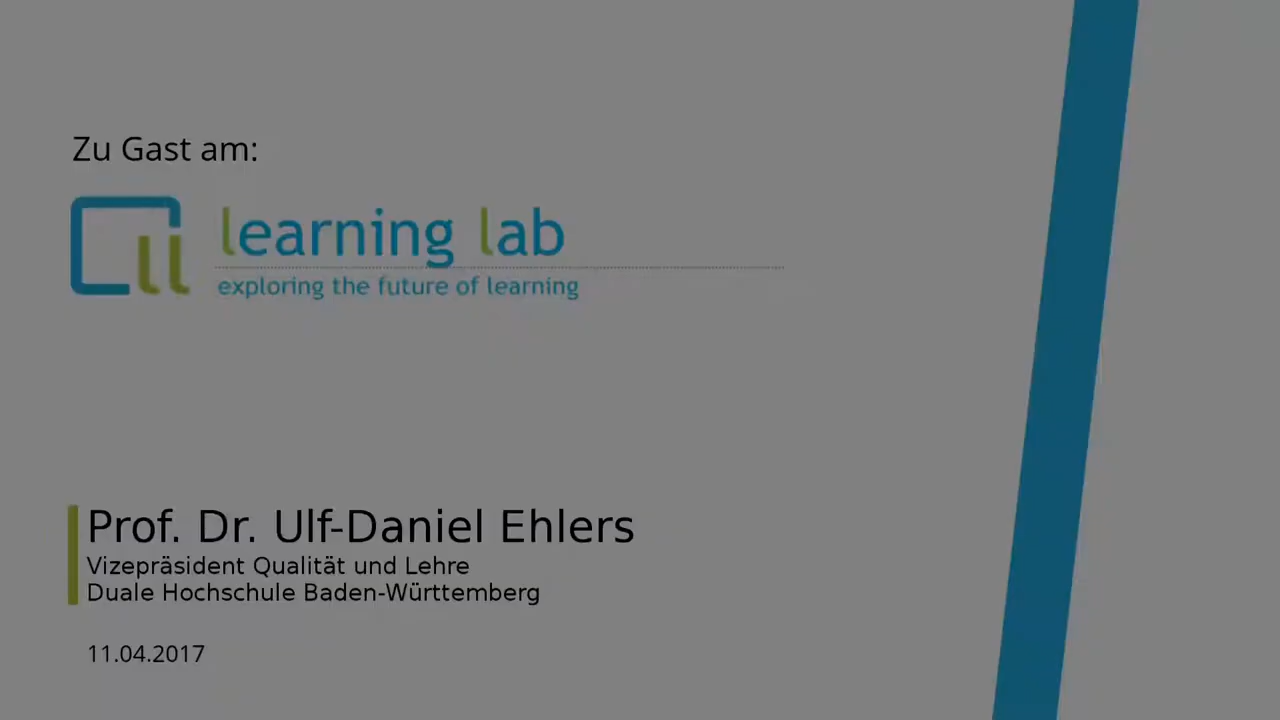 Zu Gast am:
learning lab
exploring the future of learning
Prof. Dr. Ulf-Daniel Ehlers
Vizepräsident Qualität und Lehre
Duale Hochschule Baden-Württemberg
11.04.2017